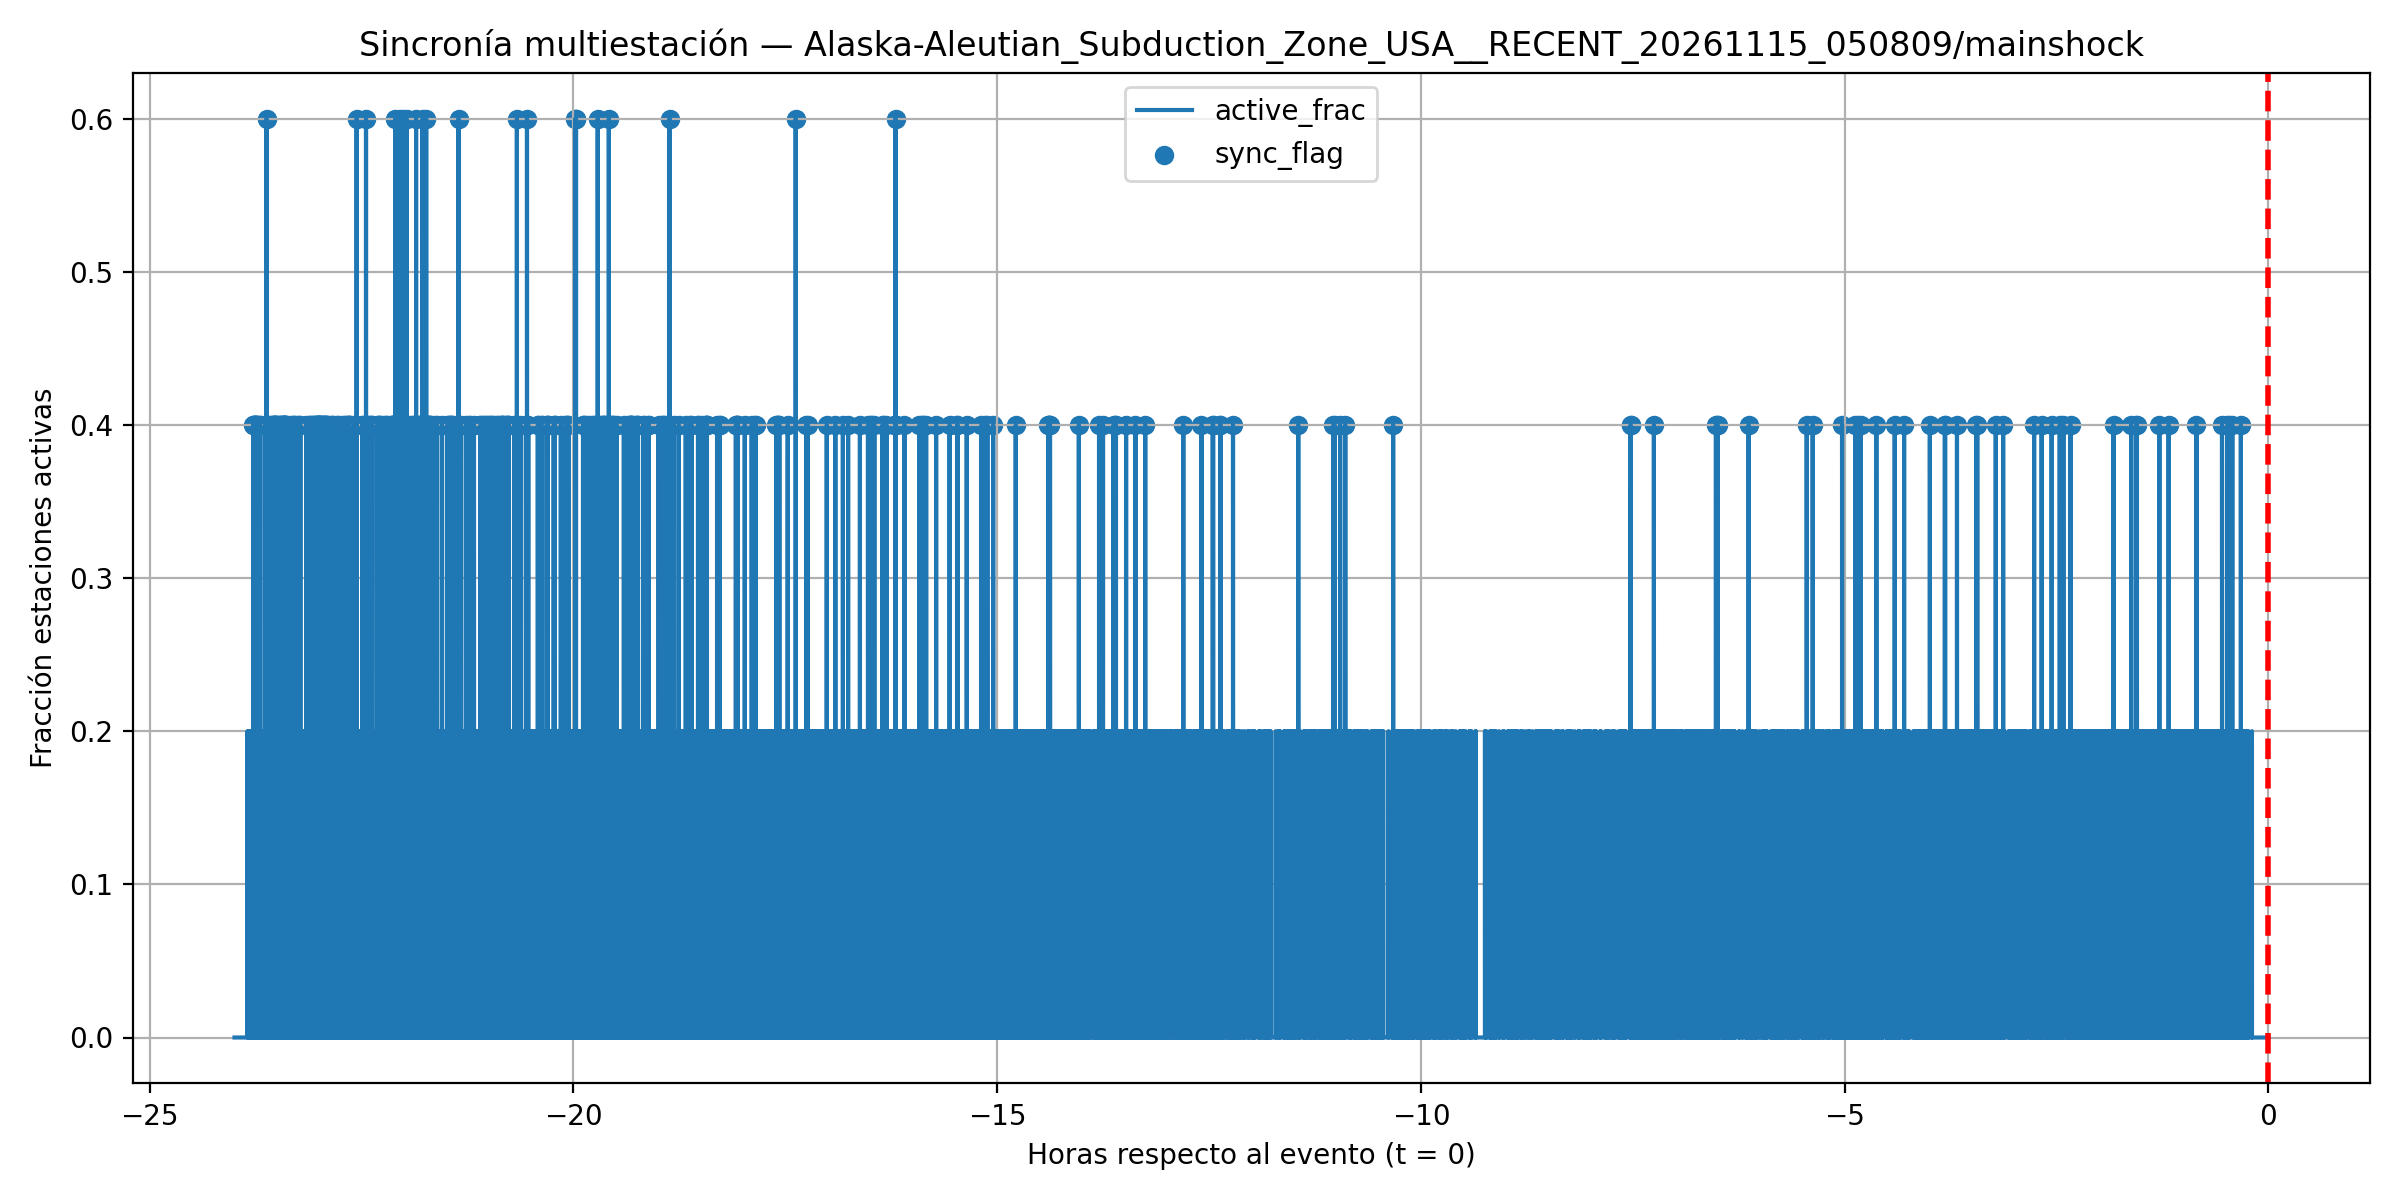 Sincronía multiestación — Alaska-Aleutian_Subduction_Zone_USA__RECENT_20261115_050809/mainshock
active_frac
sync_flag
Fracción estaciones activas
0.6
0.5
0.4
0.3
0.2
0.1
0.0
−25
−20
−15
−10
−5
0
Horas respecto al evento (t = 0)